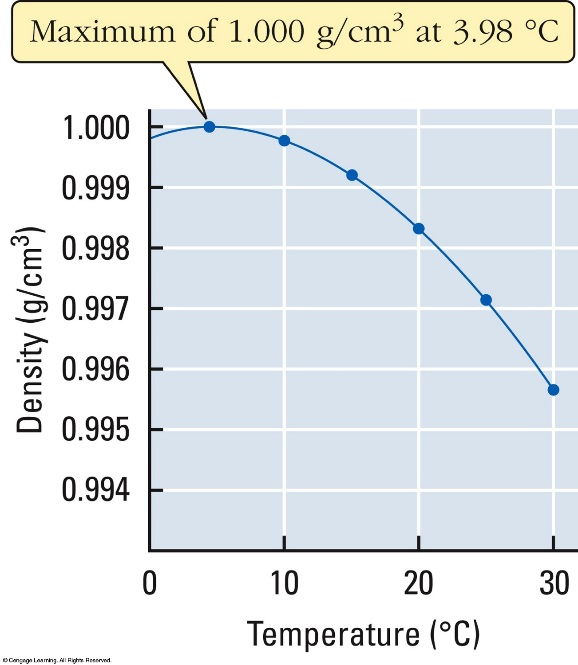 Maximum of 1.000 g/cm³ at 3.98 °C
1.000
0.999
0.998
0.997
0.996
0.995
0.994
Density (g/cm³)
0 10 20 30
Temperature (°C)
© Cengage Learning. All Rights Reserved.